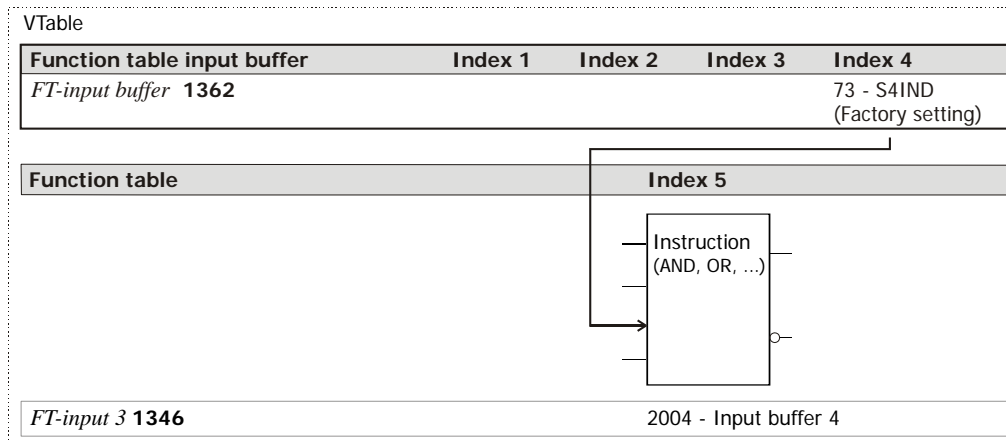 VTable
Function table input buffer Index 1 Index 2 Index 3 Index 4
FT-input buffer 1362 73 - S4IND
(Factory setting)
Function table Index 5
Instruction
(AND, OR, ...)
FT-input 3 1346 2004 - Input buffer 4